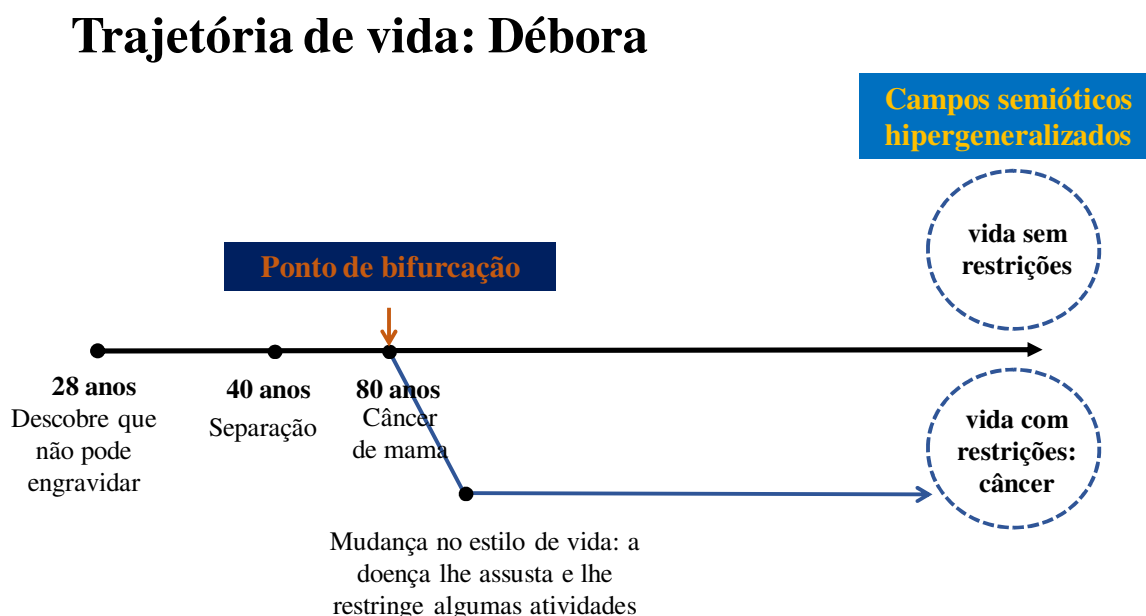 Trajetória de vida: Débora
Campos semióticos
hipergeneralizados
vida sem
restrições
Ponto de bifurcação
28 anos
Descobre que
não pode
engravidar
40 anos
Separação
80 anos
Câncer
de mama
vida com
restrições:
câncer
Mudança no estilo de vida: a
doença lhe assusta e lhe
restringe algumas atividades